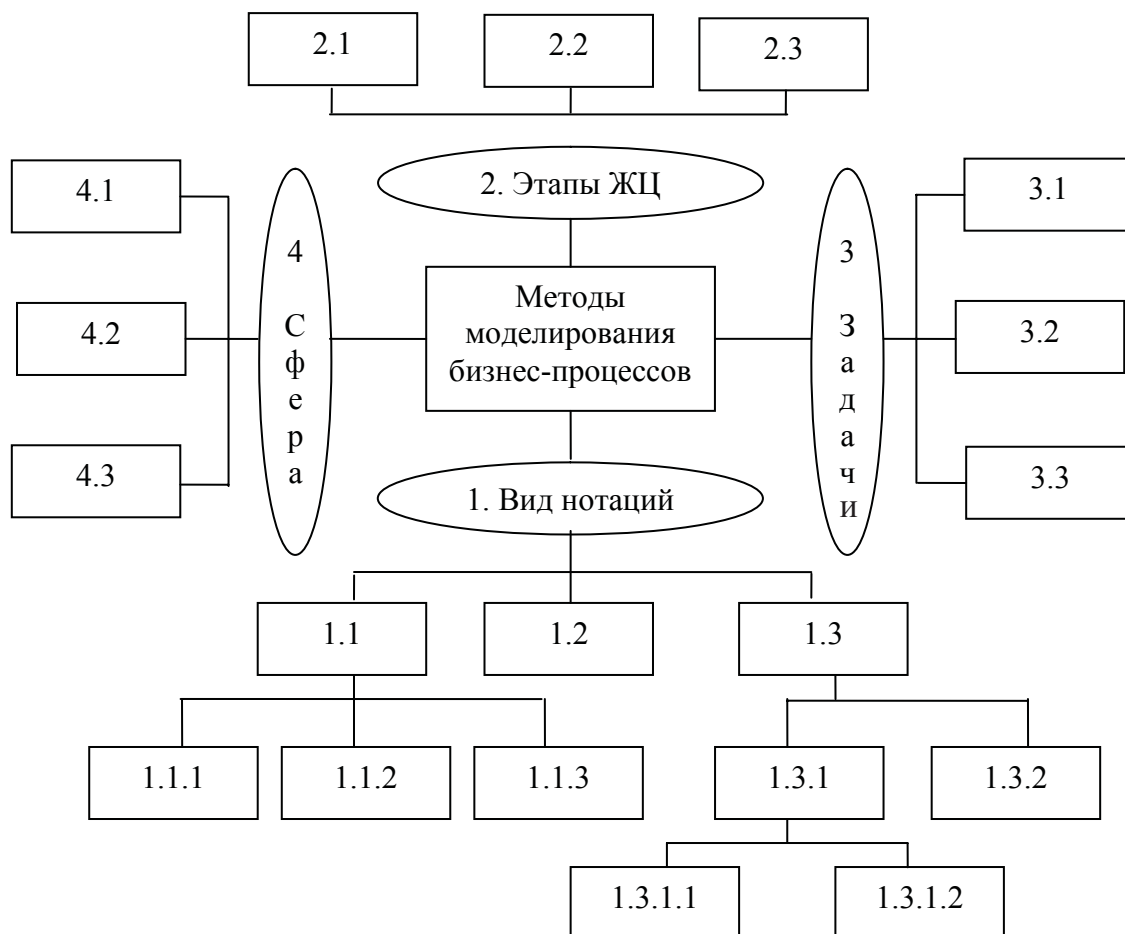 2.1
2.2
2.3
2. Этапы ЖЦ
4.1
4.2
4.3
4
С
ф
е
р
а
Методы
моделирования
бизнес-процессов
3
З
а
д
а
ч
и
3.1
3.2
3.3
1. Вид нотаций
1.1
1.2
1.3
1.1.1
1.1.2
1.1.3
1.3.1
1.3.2
1.3.1.1
1.3.1.2